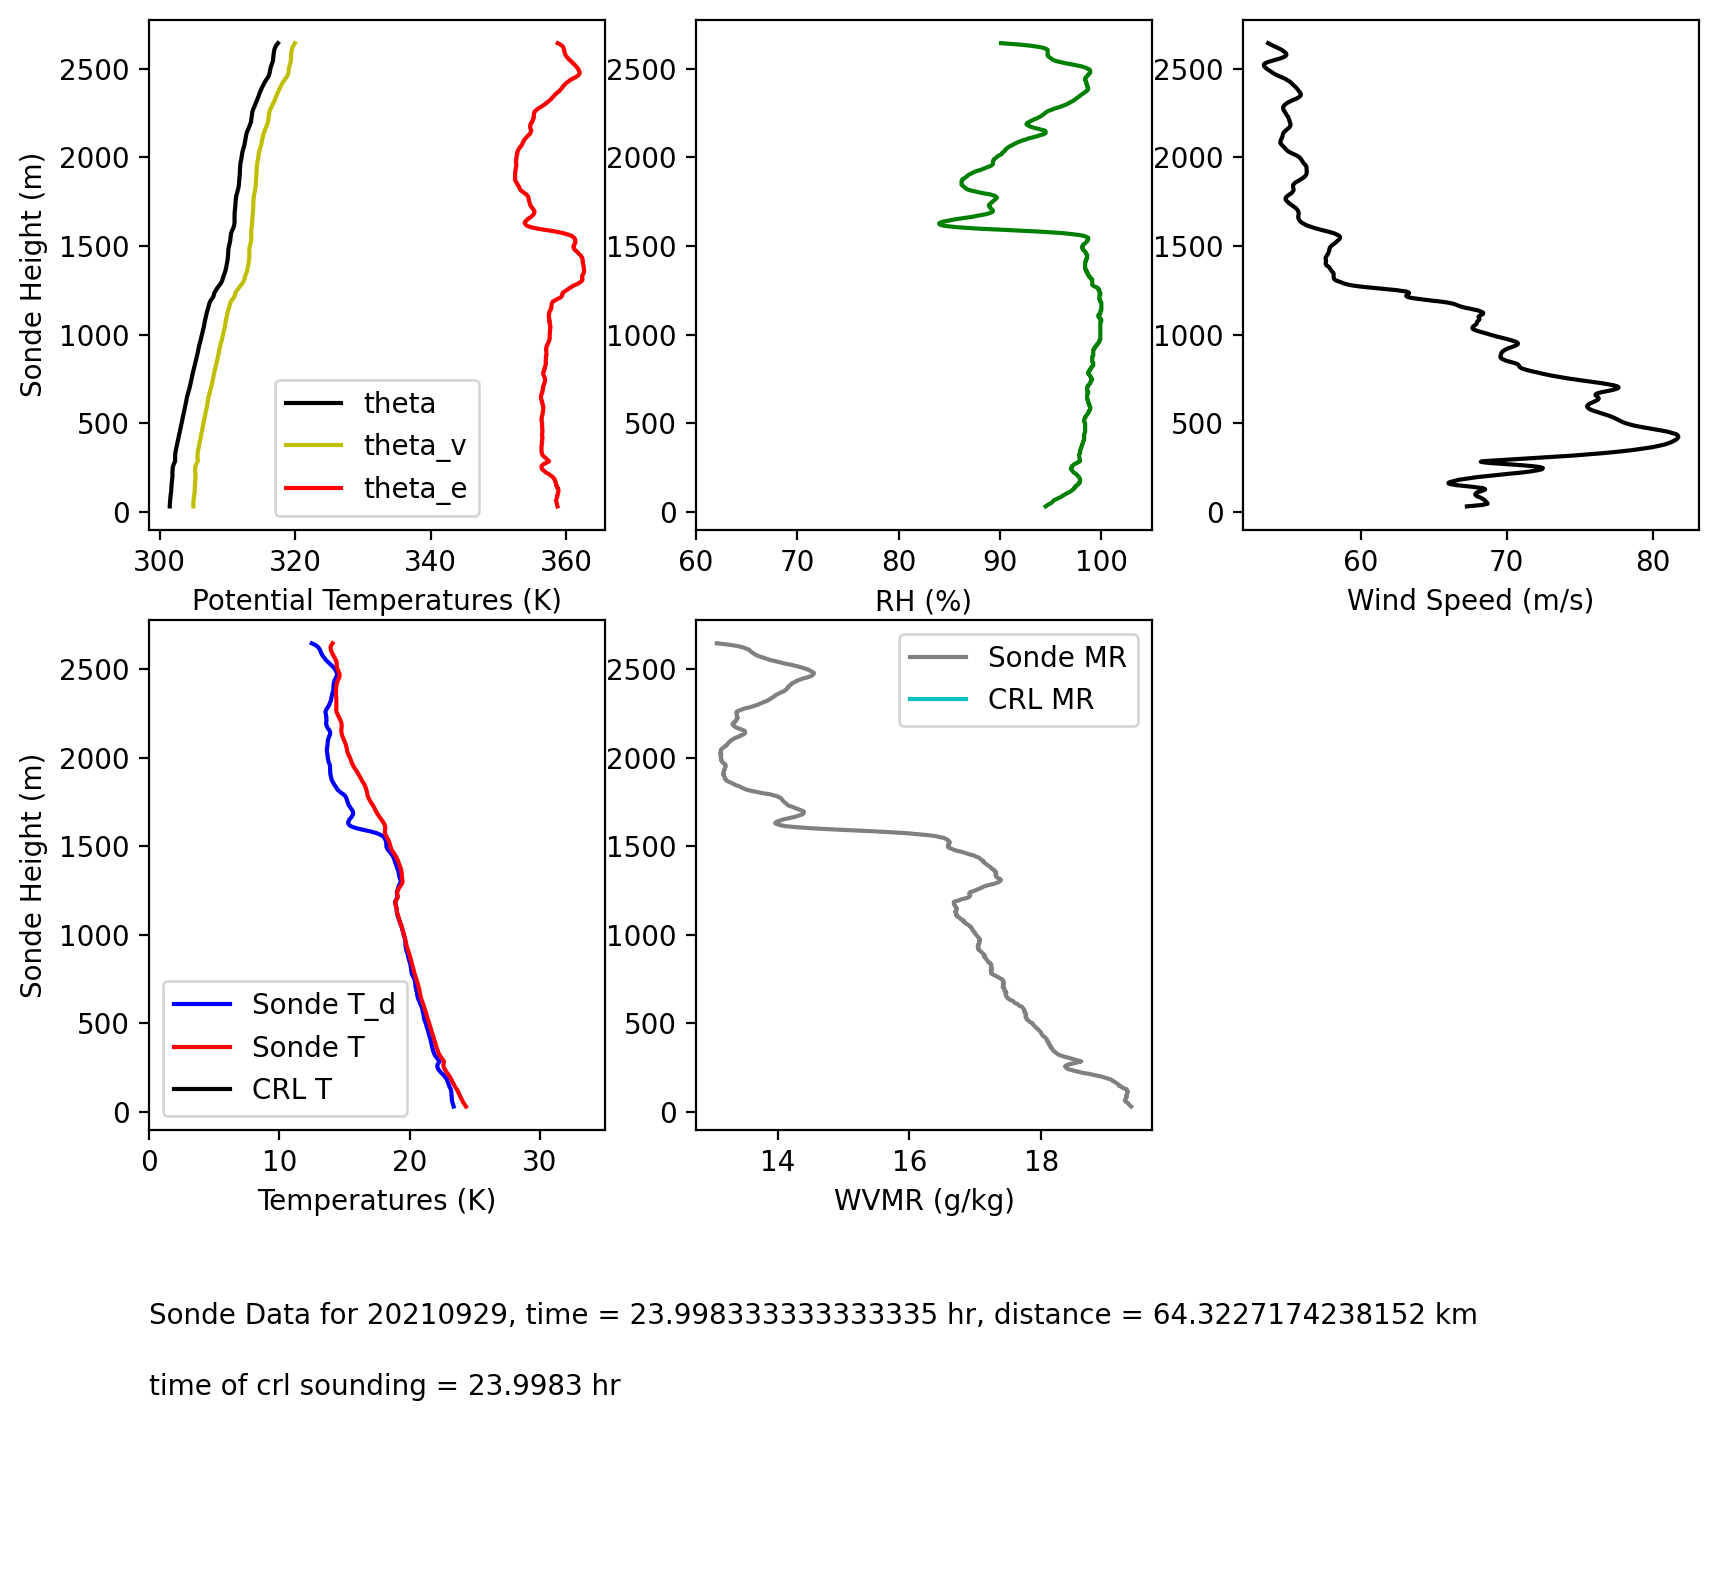 Sonde Height (m)
2500
2000
1500
1000
500
0
theta
theta_v
theta_e
300 320 340 360
Potential Temperatures (K)
2500
2000
1500
1000
500
0
60 70 80 90 100
RH (%)
2500
2000
1500
1000
500
0
60 70 80
Wind Speed (m/s)
Sonde Height (m)
2500
2000
1500
1000
500
0
Sonde T_d
Sonde T
CRL T
0 10 20 30
Temperatures (K)
2500
2000
1500
1000
500
0
Sonde MR
CRL MR
14 16 18
WVMR (g/kg)
Sonde Data for 20210929, time = 23.998333333333335 hr, distance = 64.3227174238152 km
time of crl sounding = 23.9983 hr